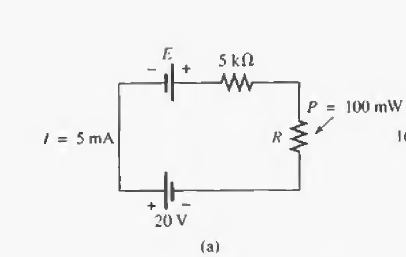 E
− +
5 kΩ
P = 100 mW
I = 5 mA
R
+ −
20 V
(a)